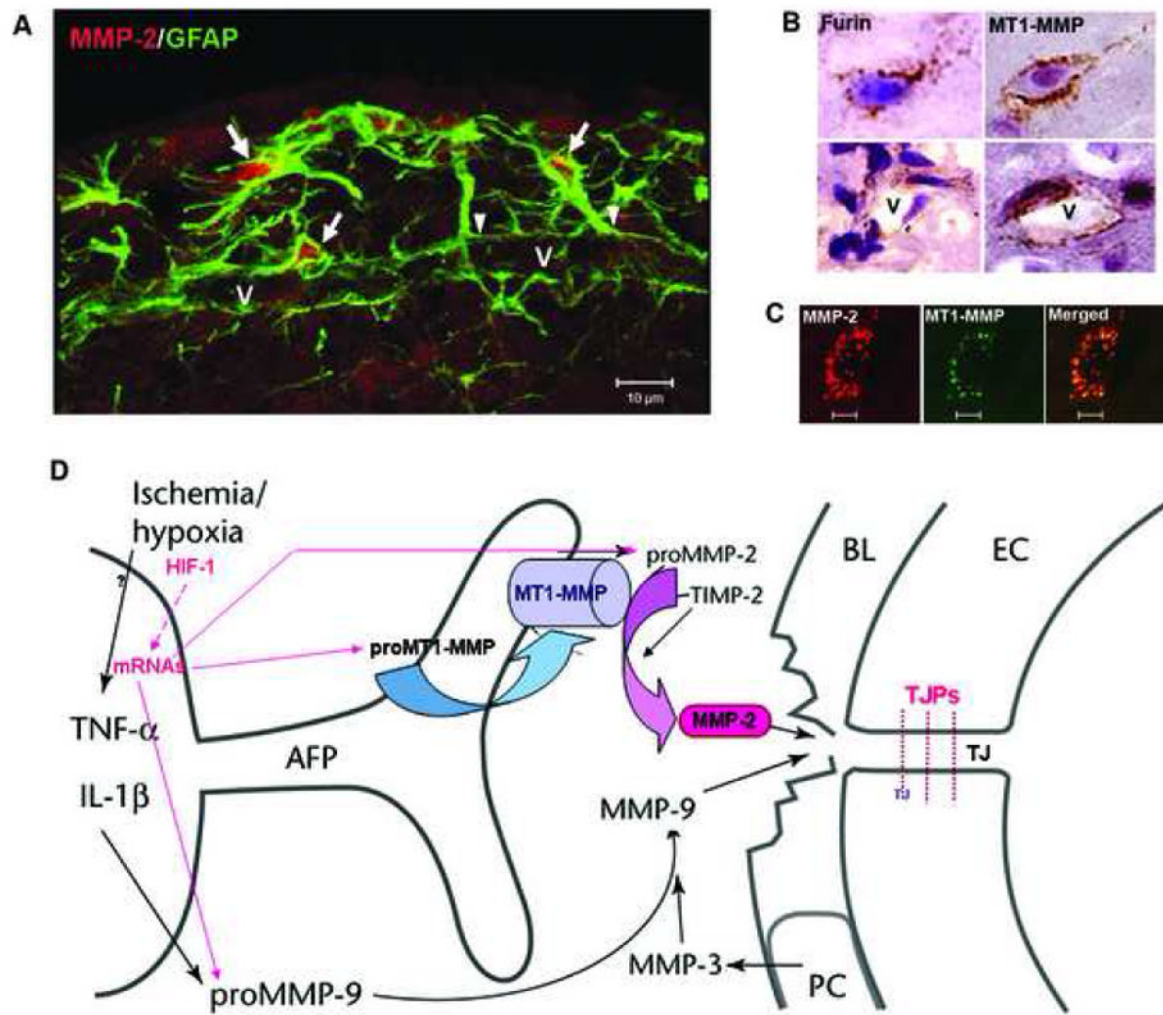 A
MMP-2/GFAP
V
V
10 µm
B
Furin
MT1-MMP
V
V
C
MMP-2
MT1-MMP
Merged
D
Ischemia/
hypoxia
?
HIF-1
mRNAs
TNF-α
IL-1β
proMMP-9
AFP
proMT1-MMP
MT1-MMP
proMMP-2
TIMP-2
MMP-2
MMP-9
MMP-3
PC
BL
EC
TJPs
TJ
TJ